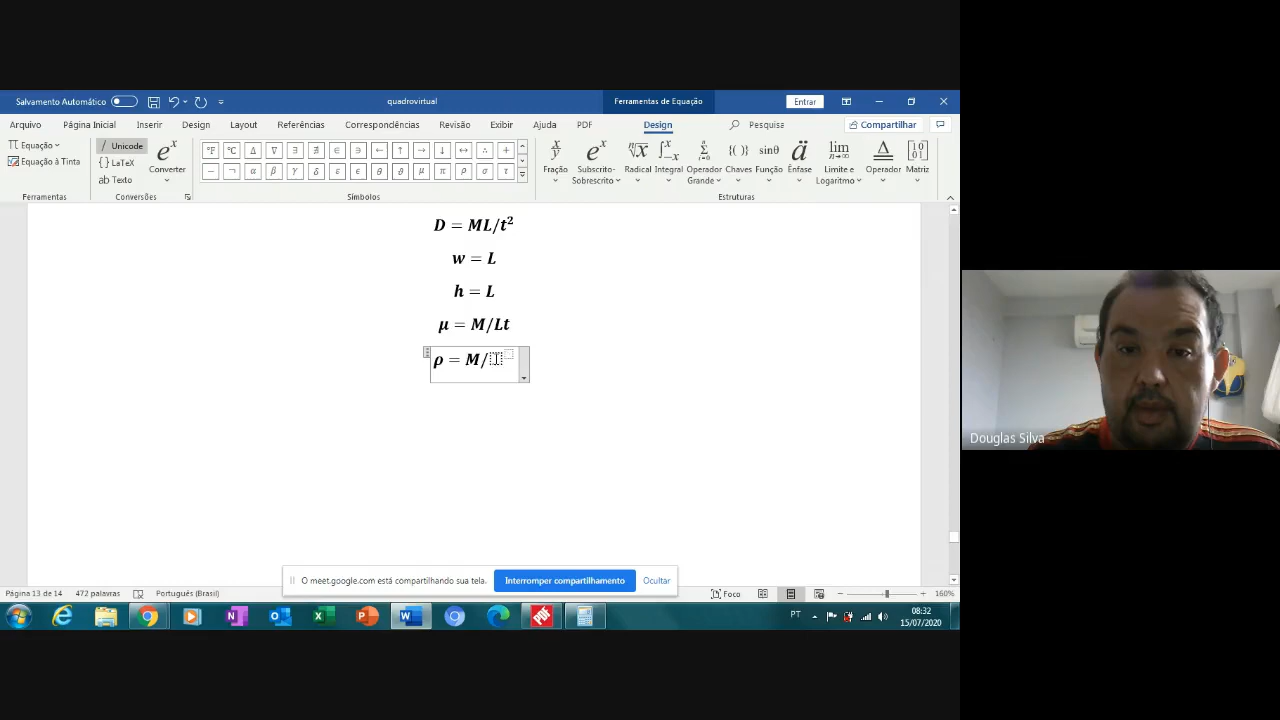 Salvamento Automático
quadrovirtual
Ferramentas de Equação
Entrar
Arquivo Página Inicial Inserir Design Layout Referências Correspondências Revisão Exibir Ajuda PDF Design Pesquisa Compartilhar
Equação
Equação à Tinta
Ferramentas
Unicode
LaTeX
Texto
Converter
Conversões
°F °C ∆ ∇ ∃ ∄ ∈ ∋ ← ↑ → ↓ ↔ ∴ +
− ¬ α β γ δ ε ϵ θ ϑ μ π ρ σ τ
Símbolos
Fração
Subscrito-Sobrescrito
Radical
Integral
Operador Grande
Chaves
Função
Ênfase
Limite e Logaritmo
Operador
Matriz
Estruturas
D = ML/t²
w = L
h = L
μ = M/Lt
ρ = M/
Douglas Silva
O meet.google.com está compartilhando sua tela. Interromper compartilhamento Ocultar
Página 13 de 14 472 palavras Português (Brasil) Foco 160%
PT 08:32
15/07/2020